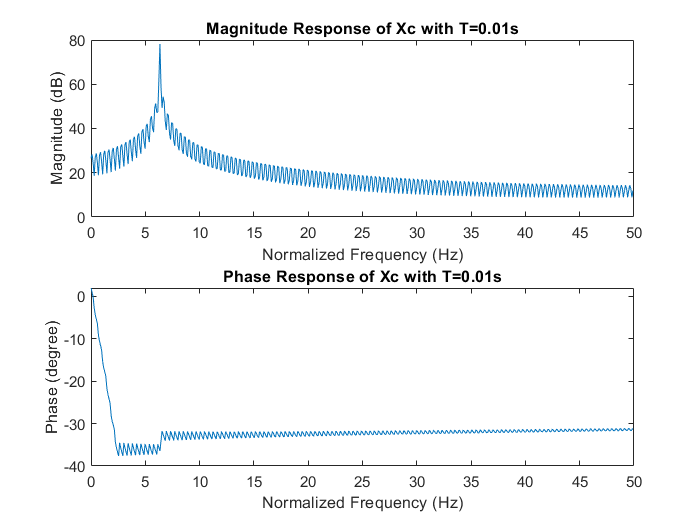 Magnitude Response of Xc with T=0.01s
80
60
40
20
0
Magnitude (dB)
0 5 10 15 20 25 30 35 40 45 50
Normalized Frequency (Hz)
Phase Response of Xc with T=0.01s
0
-10
-20
-30
-40
Phase (degree)
0 5 10 15 20 25 30 35 40 45 50
Normalized Frequency (Hz)